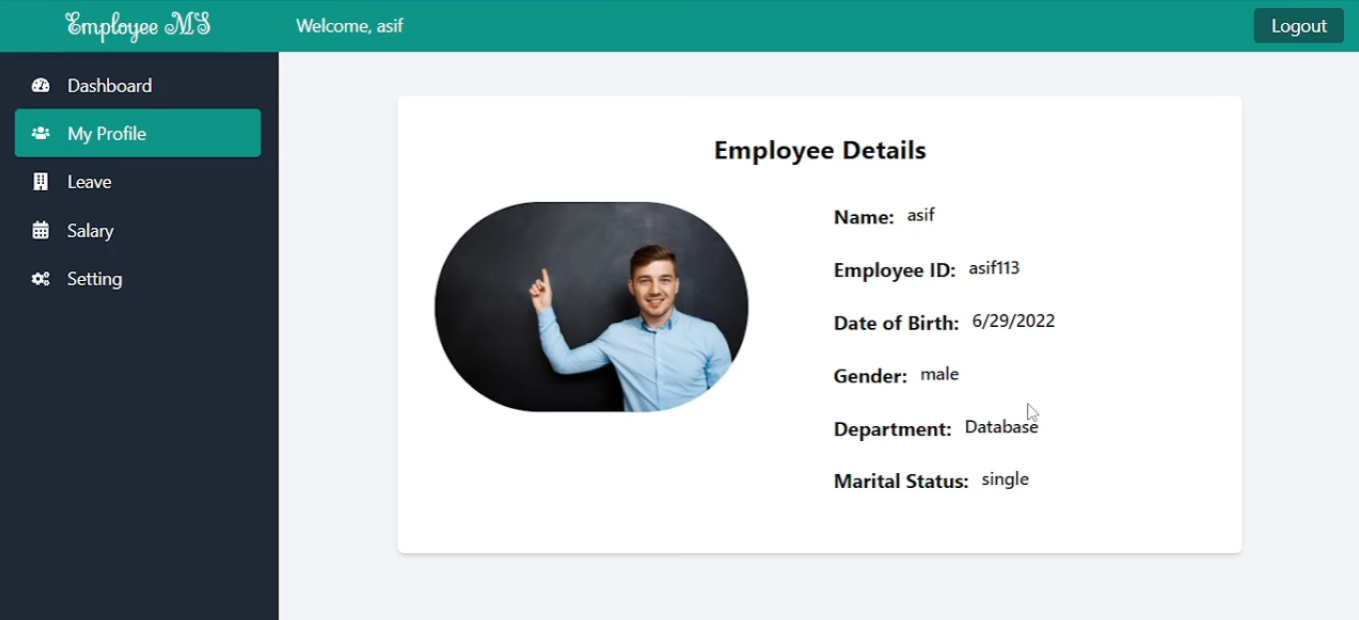 Employee MS
Welcome, asif
Logout
Dashboard
My Profile
Leave
Salary
Setting
Employee Details
Name: asif
Employee ID: asif113
Date of Birth: 6/29/2022
Gender: male
Department: Database
Marital Status: single